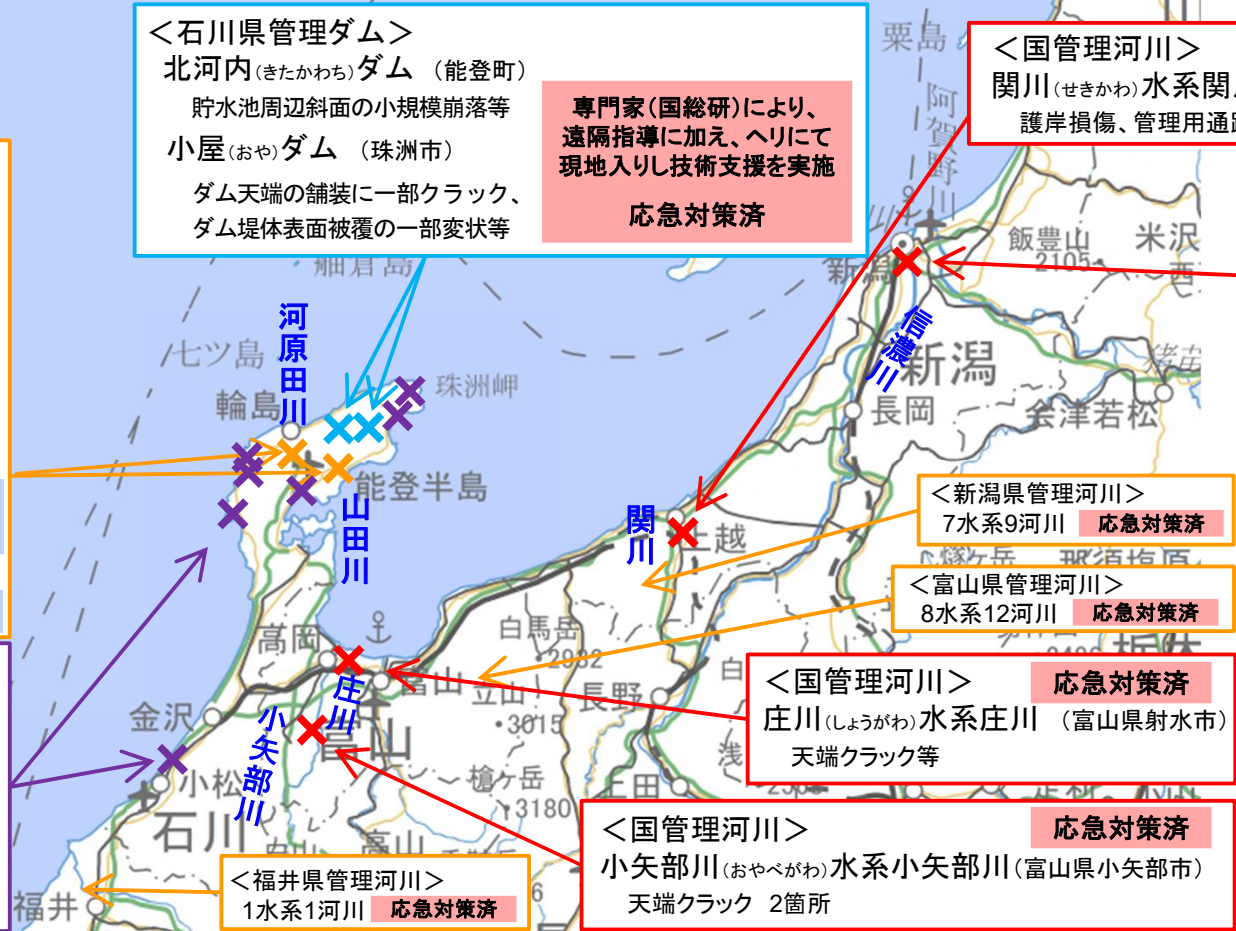 ＜石川県管理ダム＞
北河内(きたかわち)ダム （能登町）
貯水池周辺斜面の小規模崩落等
小屋(おや)ダム （珠洲市）
ダム天端の舗装に一部クラック、
ダム堤体表面被覆の一部変状等
専門家(国総研)により、
遠隔指導に加え、ヘリにて
現地入りし技術支援を実施
応急対策済
＜国管理河川＞
関川(せきかわ)水系関
護岸損傷、管理用通
粟島
阿賀野川
飯豊山
2105
米沢
新潟
信濃川
新潟
長岡
会津若松
舳倉島
七ツ島
河原田川
輪島
珠洲岬
能登半島
山田川
関川
上越
＜新潟県管理河川＞
7水系9河川 応急対策済
那須塩原
＜富山県管理河川＞
8水系12河川 応急対策済
高岡
富山
立山
・3015
白馬岳
・2932
長野
庄川
小矢部川
富山
＜国管理河川＞ 応急対策済
庄川(しょうがわ)水系庄川 （富山県射水市）
天端クラック等
金沢
小松
石川
槍ヶ岳
・3180
上田
高山
＜国管理河川＞ 応急対策済
小矢部川(おやべがわ)水系小矢部川(富山県小矢部市)
天端クラック 2箇所
＜福井県管理河川＞
1水系1河川 応急対策済
福井